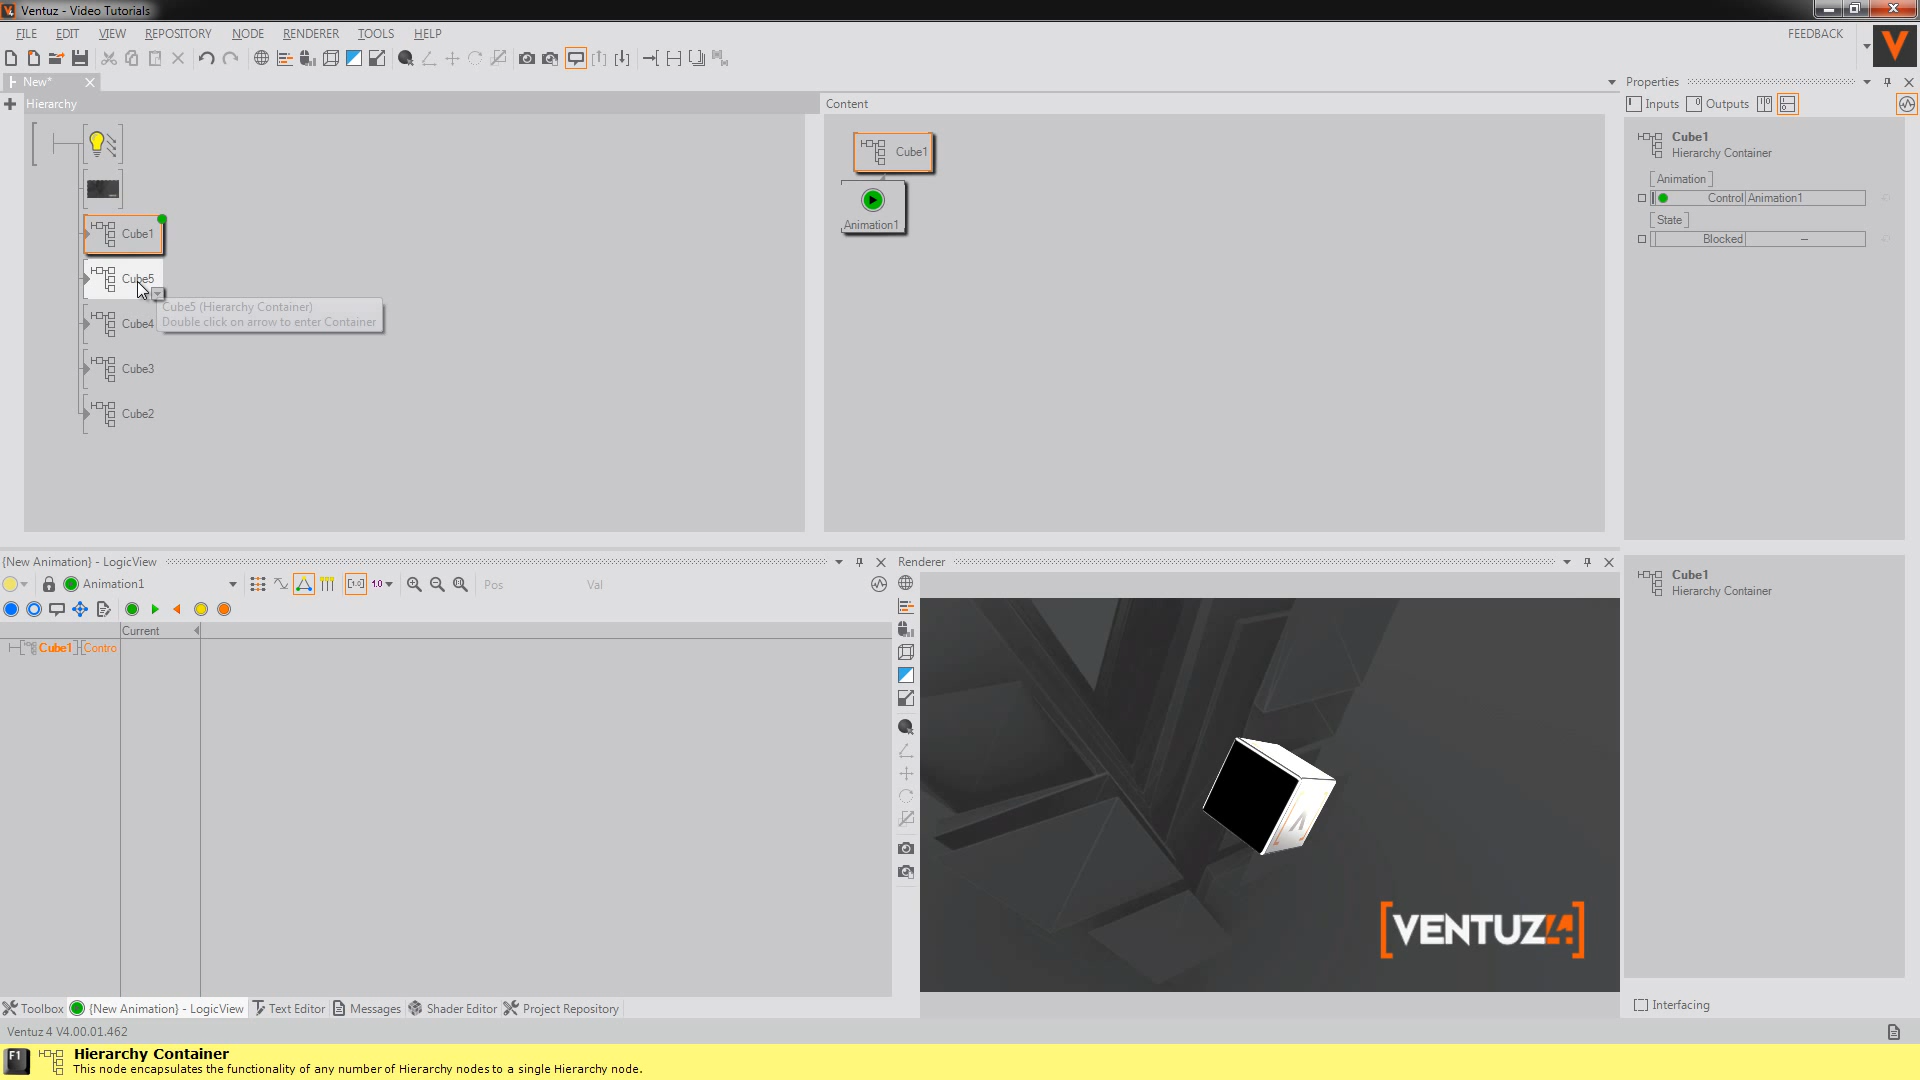 Ventuz - Video Tutorials
FILE EDIT VIEW REPOSITORY NODE RENDERER TOOLS HELP
FEEDBACK
New*
Hierarchy
Cube1
Cube5
Cube5 (Hierarchy Container)
Double click on arrow to enter Container
Cube4
Cube3
Cube2
Content
Cube1
Animation1
Properties
Inputs Outputs
Cube1
Hierarchy Container
[Animation]
Control Animation1
[State]
Blocked --
Cube1
Hierarchy Container
Interfacing
{New Animation} - LogicView
Animation1
1.0
Pos Val
Current
Cube1 Contro
Renderer
[VENTUZ4]
Toolbox {New Animation} - LogicView Text Editor Messages Shader Editor Project Repository
Ventuz 4 V4.00.01.462
F1
Hierarchy Container
This node encapsulates the functionality of any number of Hierarchy nodes to a single Hierarchy node.